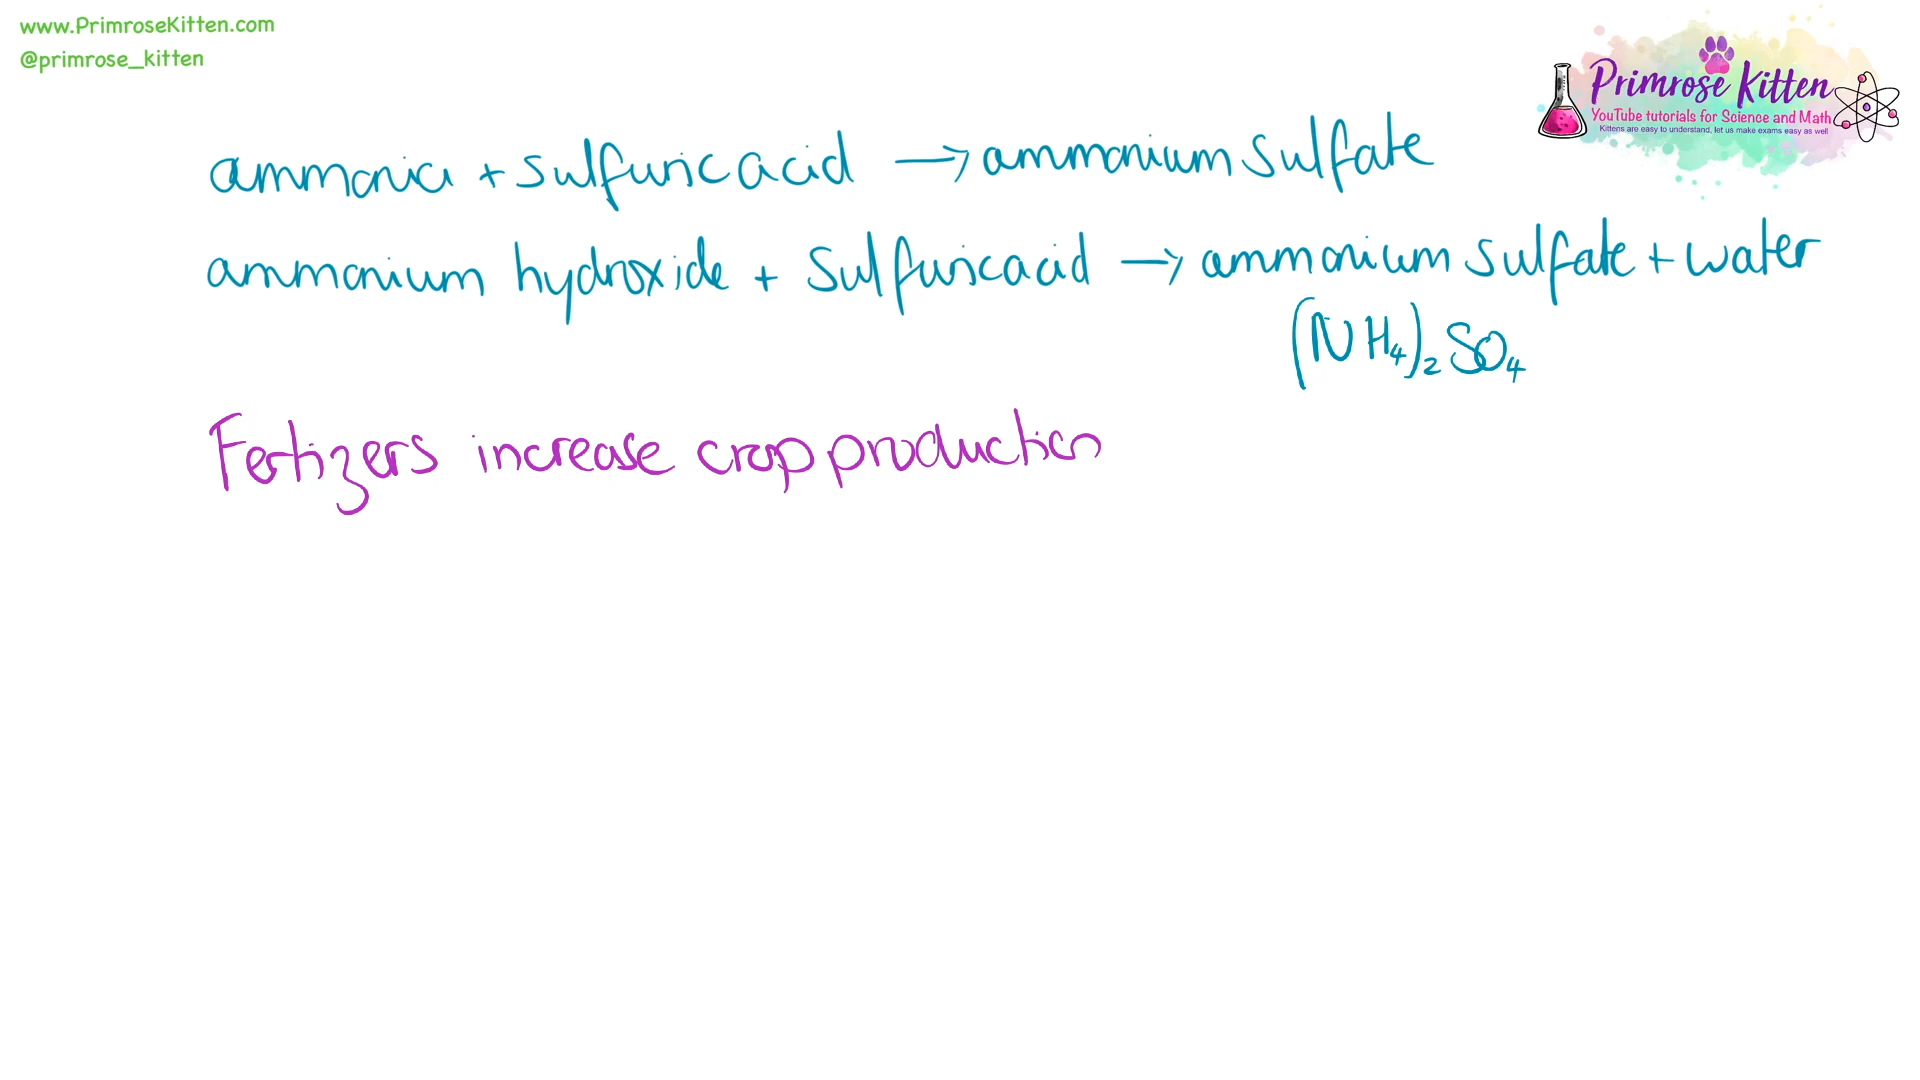 www.PrimroseKitten.com
@primrose_kitten
Primrose Kitten
YouTube tutorials for Science and Math
Kittens are easy to understand, let us make exams easy as well
ammonia + sulfuric acid → ammonium sulfate
ammonium hydroxide + sulfuric acid → ammonium sulfate + water
(NH₄)₂SO₄
Fertizers increase crop production